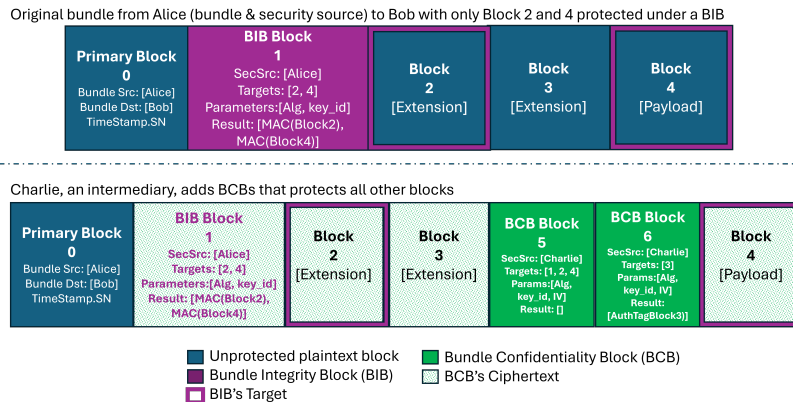 Original bundle from Alice (bundle & security source) to Bob with only Block 2 and 4 protected under a BIB
Primary Block
0
Bundle Src: [Alice]
Bundle Dst: [Bob]
TimeStamp.SN
BIB Block
1
SecSrc: [Alice]
Targets: [2, 4]
Parameters:[Alg, key_id]
Result: [MAC(Block2),
MAC(Block4)]
Block
2
[Extension]
Block
3
[Extension]
Block
4
[Payload]
Charlie, an intermediary, adds BCBs that protects all other blocks
Primary Block
0
Bundle Src: [Alice]
Bundle Dst: [Bob]
TimeStamp.SN
BIB Block
1
SecSrc: [Alice]
Targets: [2, 4]
Parameters:[Alg, key_id]
Result: [MAC(Block2),
MAC(Block4)]
Block
2
[Extension]
Block
3
[Extension]
BCB Block
5
SecSrc: [Charlie]
Targets: [1, 2, 4]
Params:[Alg,
key_id, IV]
Result: []
BCB Block
6
SecSrc: [Charlie]
Targets: [3]
Params:[Alg,
key_id, IV]
Result:
[AuthTagBlock3)]
Block
4
[Payload]
Unprotected plaintext block
Bundle Integrity Block (BIB)
BIB's Target
Bundle Confidentiality Block (BCB)
BCB's Ciphertext